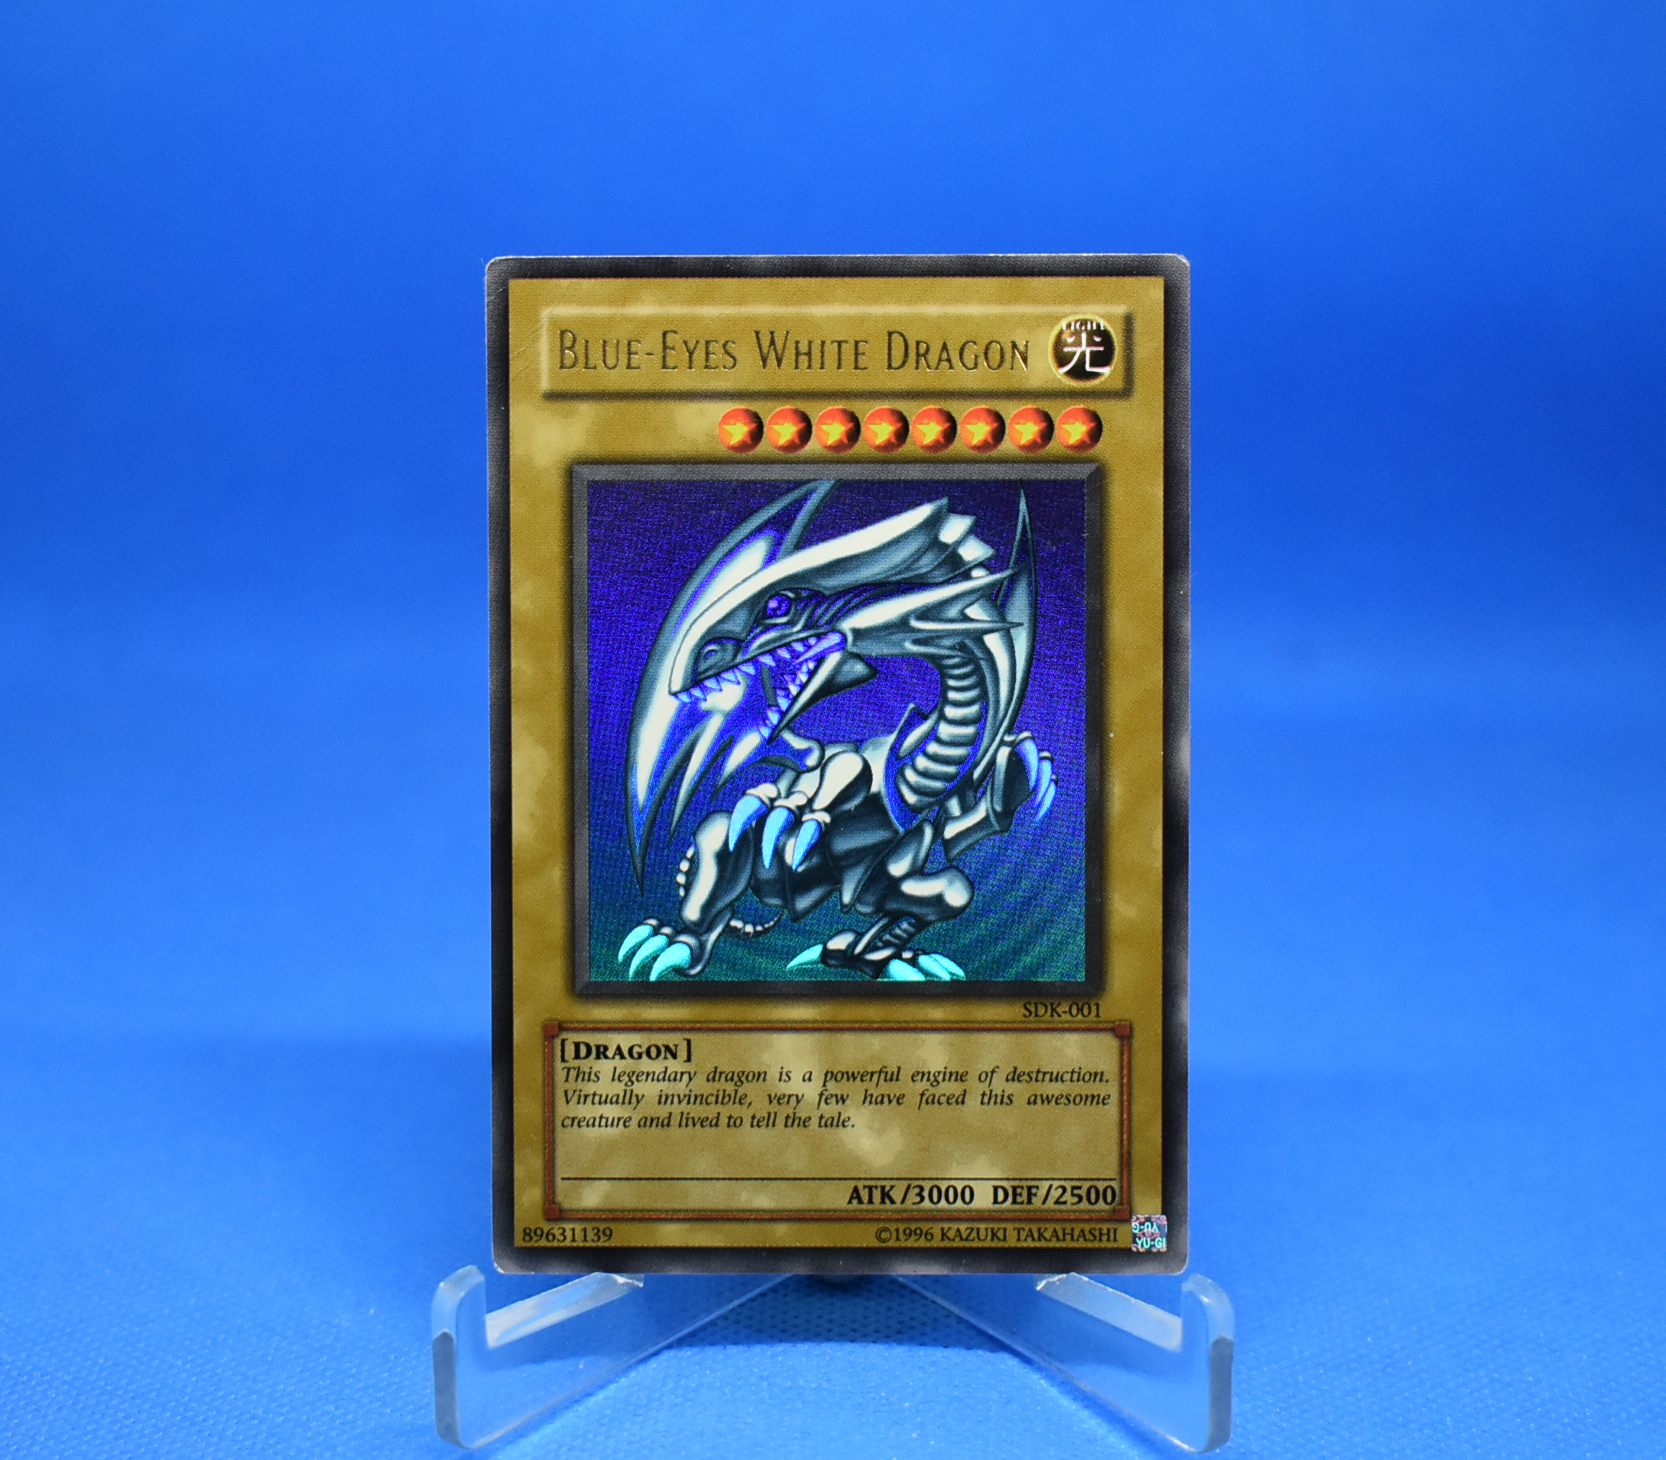 BLUE-EYES WHITE DRAGON
LIGHT
光
SDK-001
[DRAGON]
This legendary dragon is a powerful engine of destruction.
Virtually invincible, very few have faced this awesome
creature and lived to tell the tale.
ATK/3000 DEF/2500
89631139
©1996 KAZUKI TAKAHASHI
YU-GI